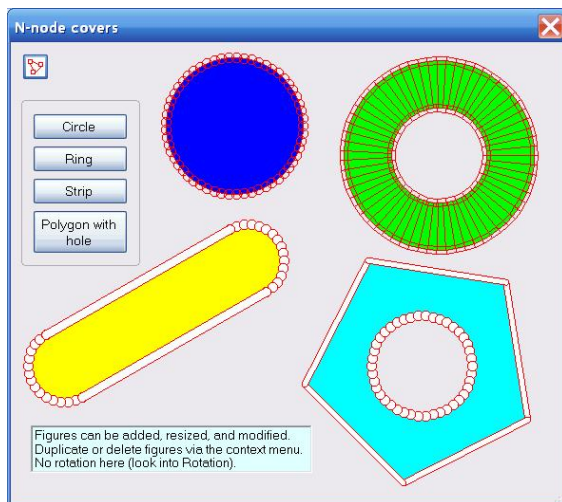 N-node covers
Circle
Ring
Strip
Polygon with
hole
Figures can be added, resized, and modified.
Duplicate or delete figures via the context menu.
No rotation here (look into Rotation).